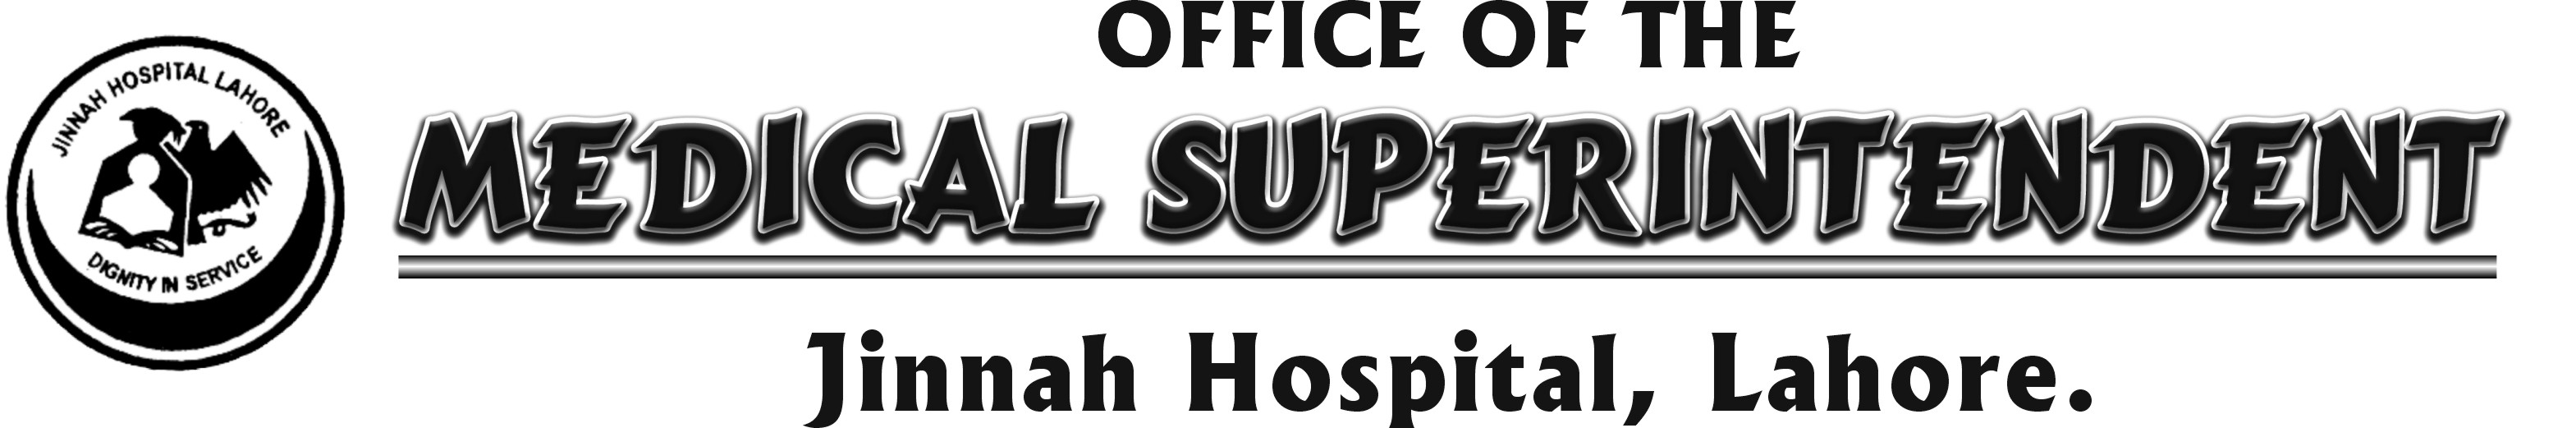 JINNAH HOSPITAL LAHORE
DIGNITY IN SERVICE
OFFICE OF THE
MEDICAL SUPERINTENDENT
Jinnah Hospital, Lahore.